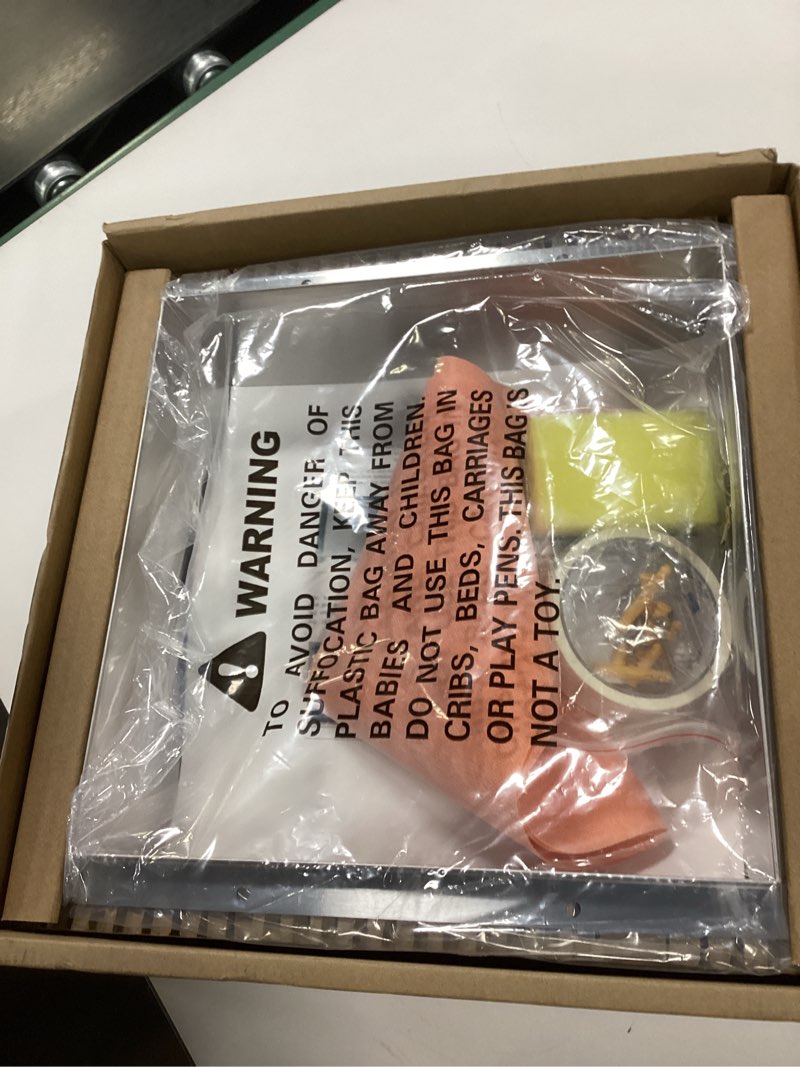 WARNING
TO AVOID DANGER OF
SUFFOCATION, KEEP THIS
PLASTIC BAG AWAY FROM
BABIES AND CHILDREN.
DO NOT USE THIS BAG IN
CRIBS, BEDS, CARRIAGES
OR PLAY PENS. THIS BAG IS
NOT A TOY.